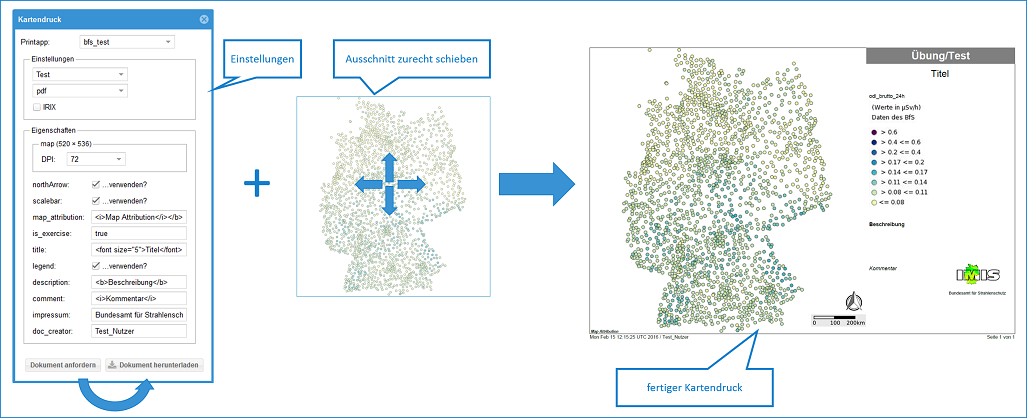 Kartendruck
Printapp: bfs_test
Einstellungen
Test
pdf
IRIX
Eigenschaften
map (520 × 536)
DPI: 72
northArrow: ...verwenden?
scalebar: ...verwenden?
map_attribution: <i>Map Attribution</i></b>
is_exercise: true
title: <font size="5">Titel</font>
legend: ...verwenden?
description: <b>Beschreibung</b>
comment: <i>Kommentar</i>
impressum: Bundesamt für Strahlensch
doc_creator: Test_Nutzer
Dokument anfordern
Dokument herunterladen
Einstellungen
Ausschnitt zurecht schieben
Übung/Test
Titel
odl_brutto_24h
(Werte in µSv/h)
Daten des BfS
> 0.6
> 0.4 <= 0.6
> 0.2 <= 0.4
> 0.17 <= 0.2
> 0.14 <= 0.17
> 0.11 <= 0.14
> 0.08 <= 0.11
<= 0.08
Beschreibung
Kommentar
IMIS
Bundesamt für Strahlenschutz
0 100 200km
Map Attribution
Mon Feb 15 12:15:25 UTC 2016 / Test_Nutzer
Seite 1 von 1
fertiger Kartendruck